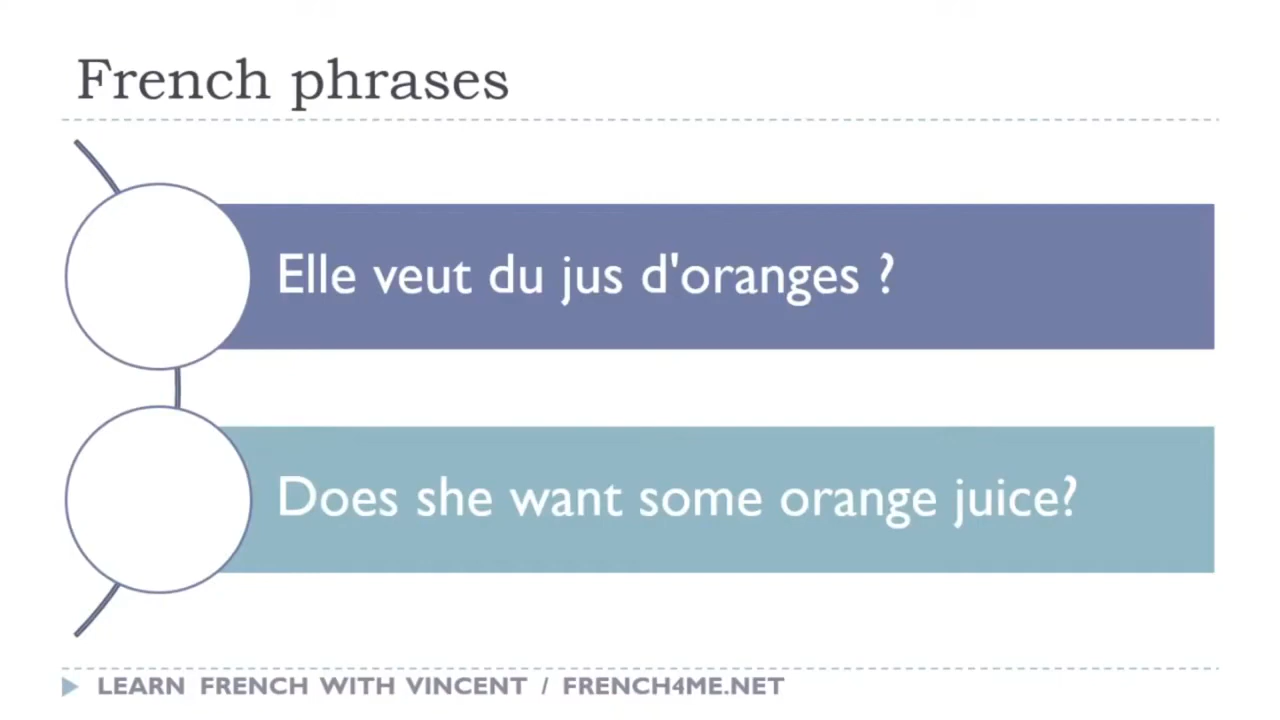 French phrases
Elle veut du jus d'oranges ?
Does she want some orange juice?
LEARN FRENCH WITH VINCENT / FRENCH4ME.NET